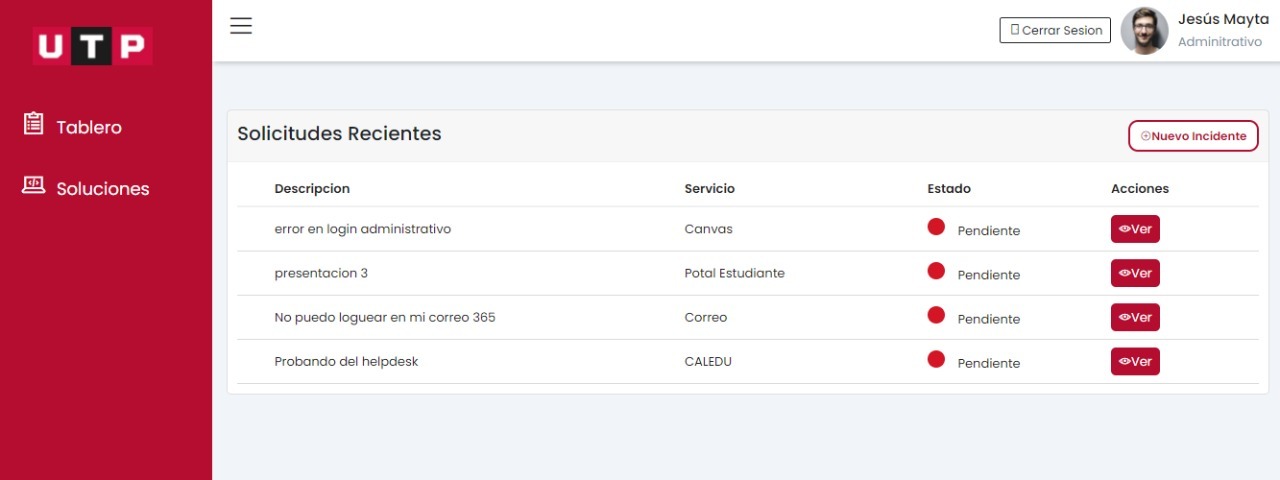 UTP
Cerrar Sesion
Jesús Mayta
Adminitrativo
Tablero
Soluciones
Solicitudes Recientes
Nuevo Incidente
Descripcion Servicio Estado Acciones
error en login administrativo Canvas Pendiente Ver
presentacion 3 Potal Estudiante Pendiente Ver
No puedo loguear en mi correo 365 Correo Pendiente Ver
Probando del helpdesk CALEDU Pendiente Ver